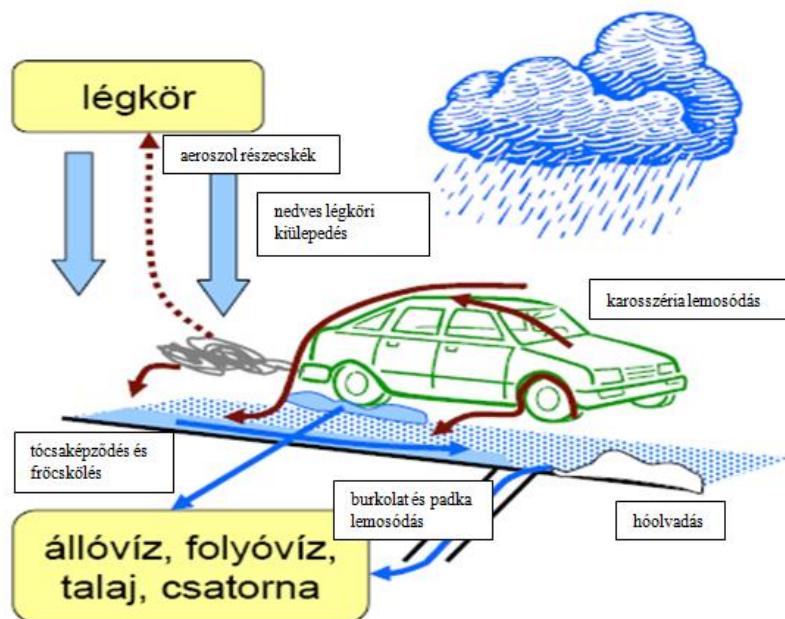 légkör
aeroszol részecskék
nedves légköri
kiülepedés
karosszéria lemosódás
tócsaképződés és
fröcskölés
burkolat és padka
lemosódás
hóolvadás
állóvíz, folyóvíz,
talaj, csatorna